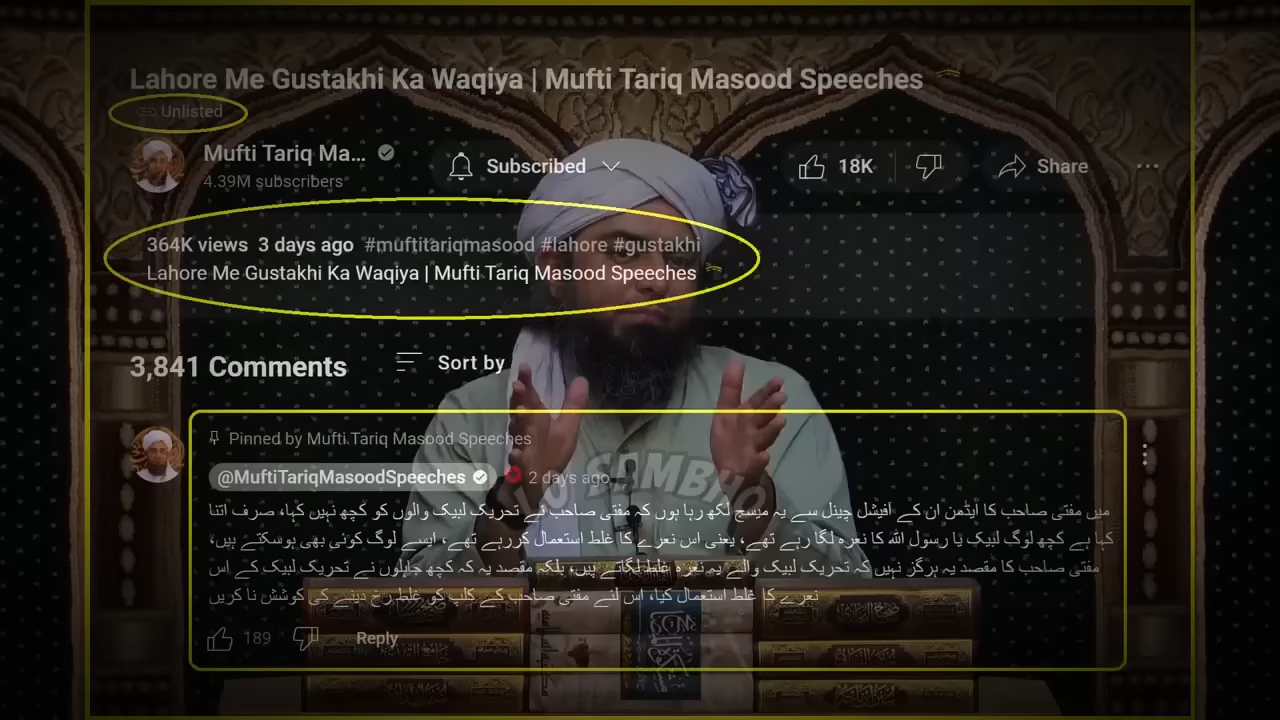 Lahore Me Gustakhi Ka Waqiya | Mufti Tariq Masood Speeches
Unlisted
Mufti Tariq Ma...
4.39M subscribers
Subscribed
18K
Share
364K views 3 days ago #muftitariqmasood #lahore #gustakhi
Lahore Me Gustakhi Ka Waqiya | Mufti Tariq Masood Speeches
3,841 Comments
Sort by
Pinned by Mufti Tariq Masood Speeches
@MuftiTariqMasoodSpeeches
2 days ago
میں مفتی صاحب کا ایڈمن ان کے آفیشل چینل سے یہ میسج لکھ رہا ہوں کہ مفتی صاحب نے تحریک لبیک والوں کو کچھ نہیں کہا، صرف اتنا
کہا ہے کچھ لوگ لبیک یا رسول اللہ کا نعرہ لگا رہے تھے، یعنی اس نعرے کا غلط استعمال کررہے تھے، ایسے لوگ کوئی بھی ہوسکتے ہیں،
مفتی صاحب کا مقصد یہ ہرگز نہیں کہ تحریک لبیک والے یہ نعرہ غلط لگاتے ہیں، بلکہ مقصد یہ کہ کچھ جاہلوں نے تحریک لبیک کے اس
نعرے کا غلط استعمال کیا، اس لئے مفتی صاحب کے کلپ کو غلط رخ دینے کی کوشش نا کریں
189
Reply